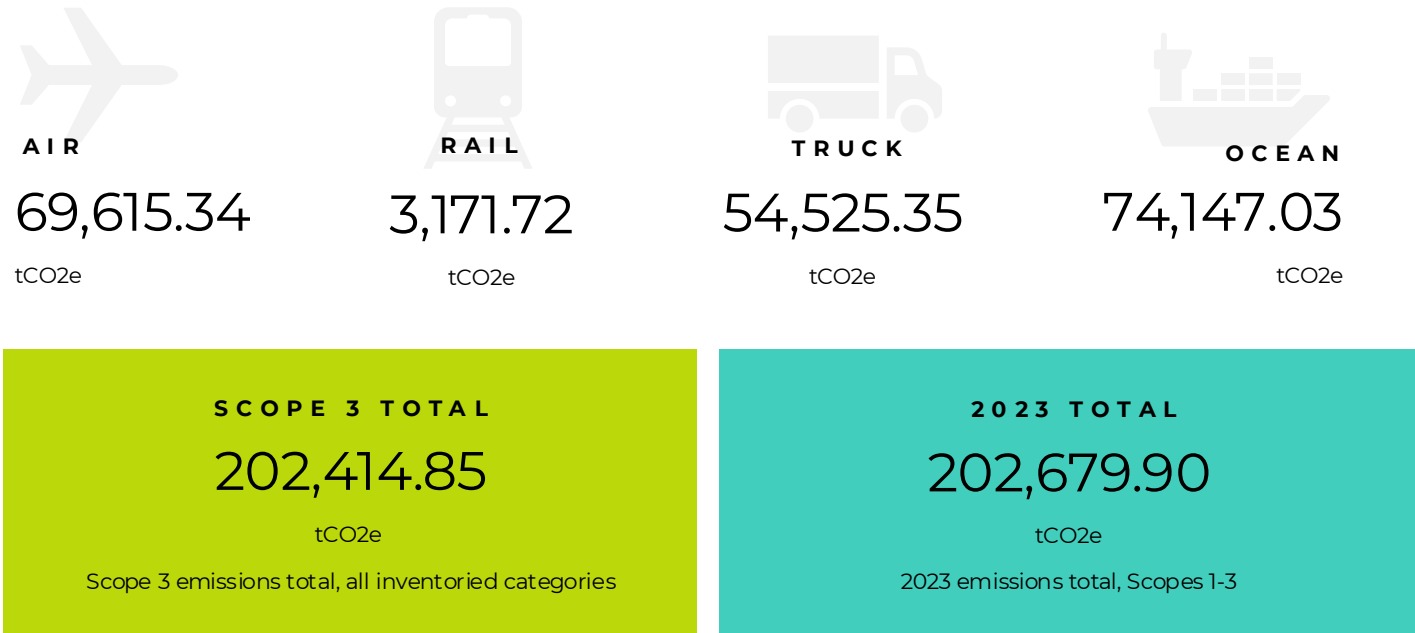 AIR
RAIL
TRUCK
OCEAN
69,615.34
3,171.72
54,525.35
74,147.03
tCO2e
tCO2e
tCO2e
tCO2e
SCOPE 3 TOTAL
202,414.85
tCO2e
Scope 3 emissions total, all inventoried categories
2023 TOTAL
202,679.90
tCO2e
2023 emissions total, Scopes 1-3